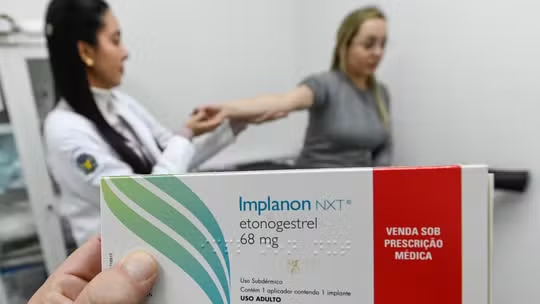 Implanon NXT®
etonogestrel
68 mg
Uso Subdérmico
Contém 1 aplicador contendo 1 implante
USO ADULTO
VENDA SOB
PRESCRIÇÃO
MÉDICA